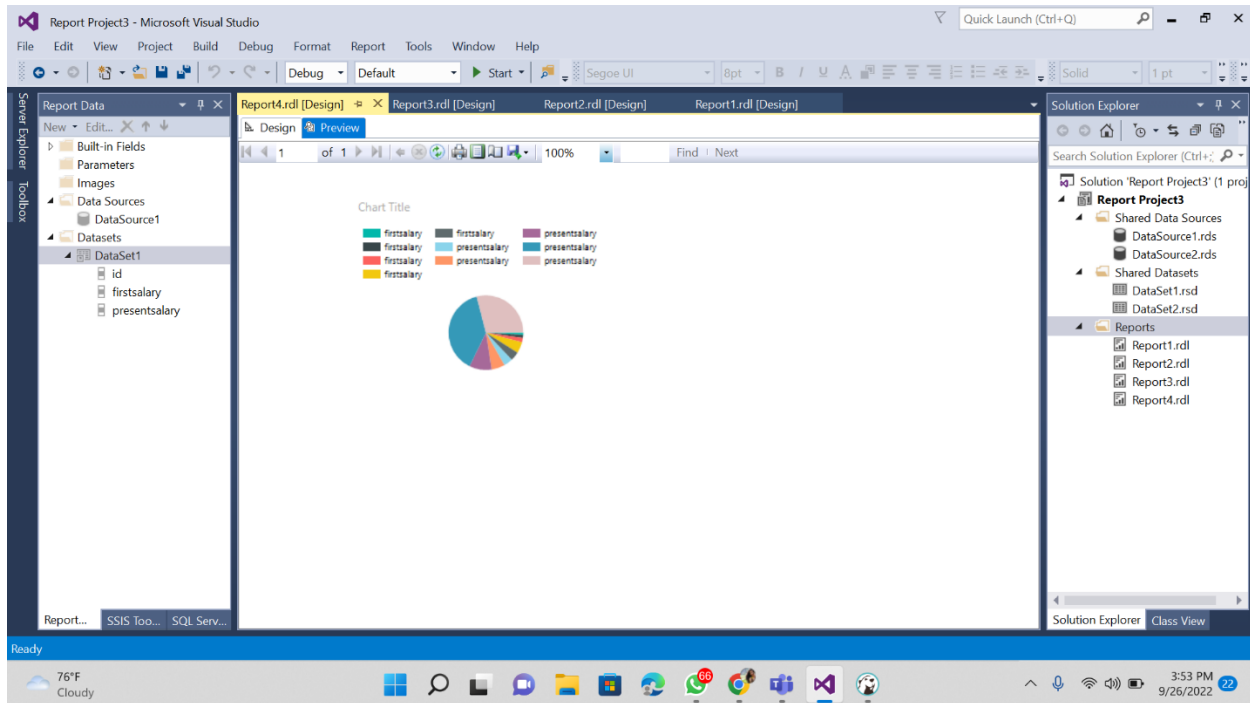 Report Project3 - Microsoft Visual Studio
Quick Launch (Ctrl+Q)
File Edit View Project Build Debug Format Report Tools Window Help
Debug Default Start Segoe UI 8pt B I U A Solid 1 pt
Server Explorer
Toolbox
Report Data
New Edit...
Built-in Fields
Parameters
Images
Data Sources
DataSource1
Datasets
DataSet1
id
firstsalary
presentsalary
Report... SSIS Too... SQL Serv...
Report4.rdl [Design] Report3.rdl [Design] Report2.rdl [Design] Report1.rdl [Design]
Design Preview
1 of 1 100% Find Next
Chart Title
firstsalary firstsalary presentsalary
firstsalary presentsalary presentsalary
firstsalary presentsalary presentsalary
firstsalary
Solution Explorer
Search Solution Explorer (Ctrl+;
Solution 'Report Project3' (1 proj
Report Project3
Shared Data Sources
DataSource1.rds
DataSource2.rds
Shared Datasets
DataSet1.rsd
DataSet2.rsd
Reports
Report1.rdl
Report2.rdl
Report3.rdl
Report4.rdl
Solution Explorer Class View
Ready
76°F
Cloudy
66
3:53 PM
9/26/2022
22